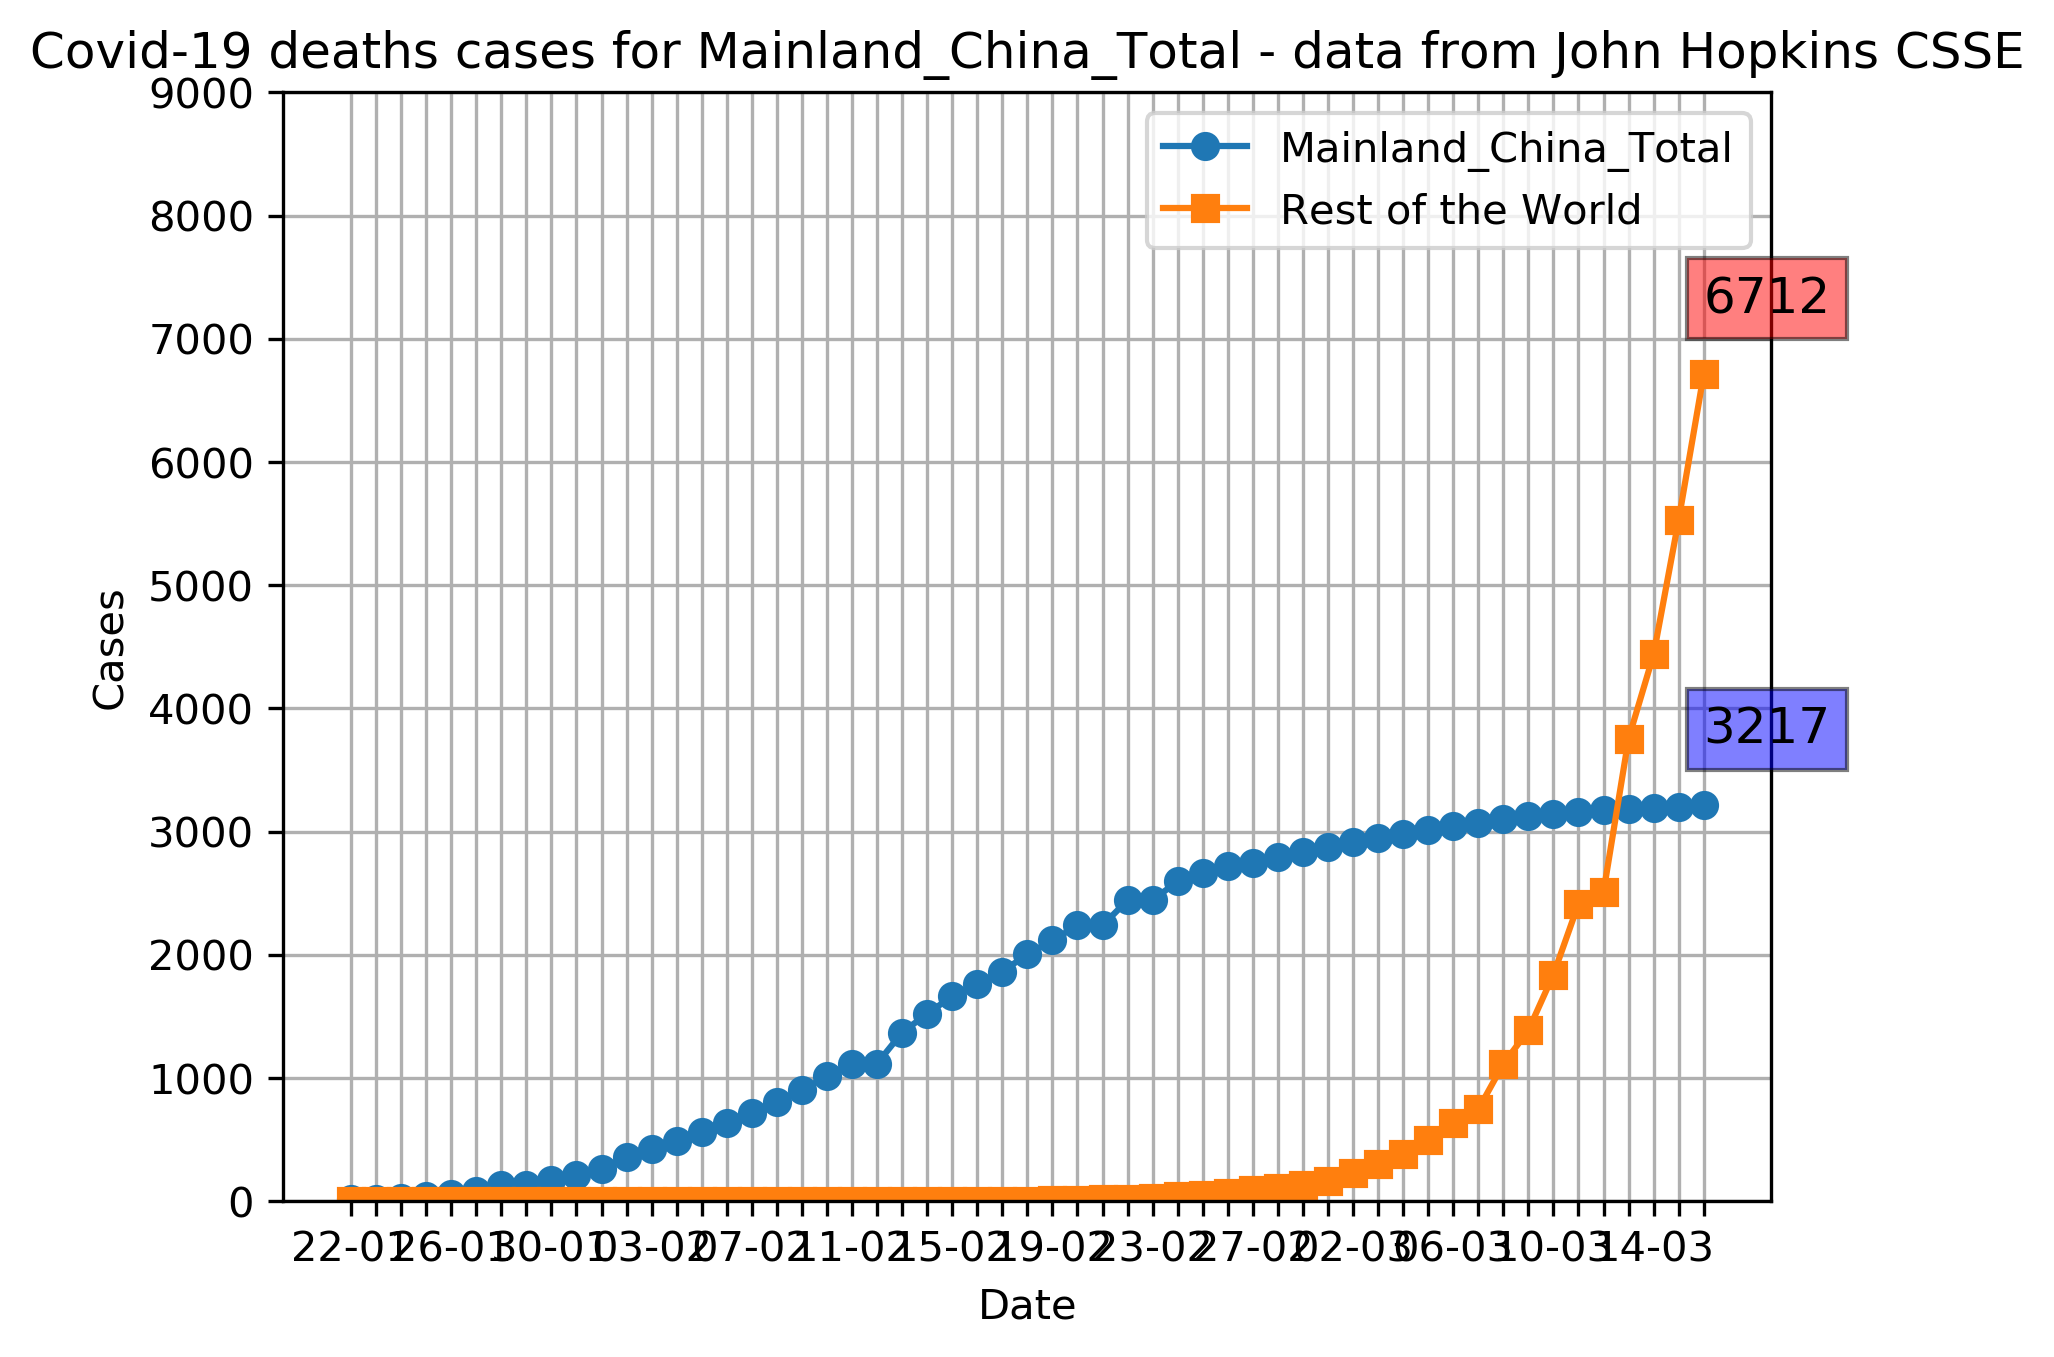 Covid-19 deaths cases for Mainland_China_Total - data from John Hopkins CSSE
9000
8000
7000
6000
5000
4000
3000
2000
1000
0
Cases
Mainland_China_Total
Rest of the World
6712
3217
22-01 26-01 30-01 03-02 07-02 11-02 15-02 19-02 23-02 27-02 02-03 06-03 10-03 14-03
Date